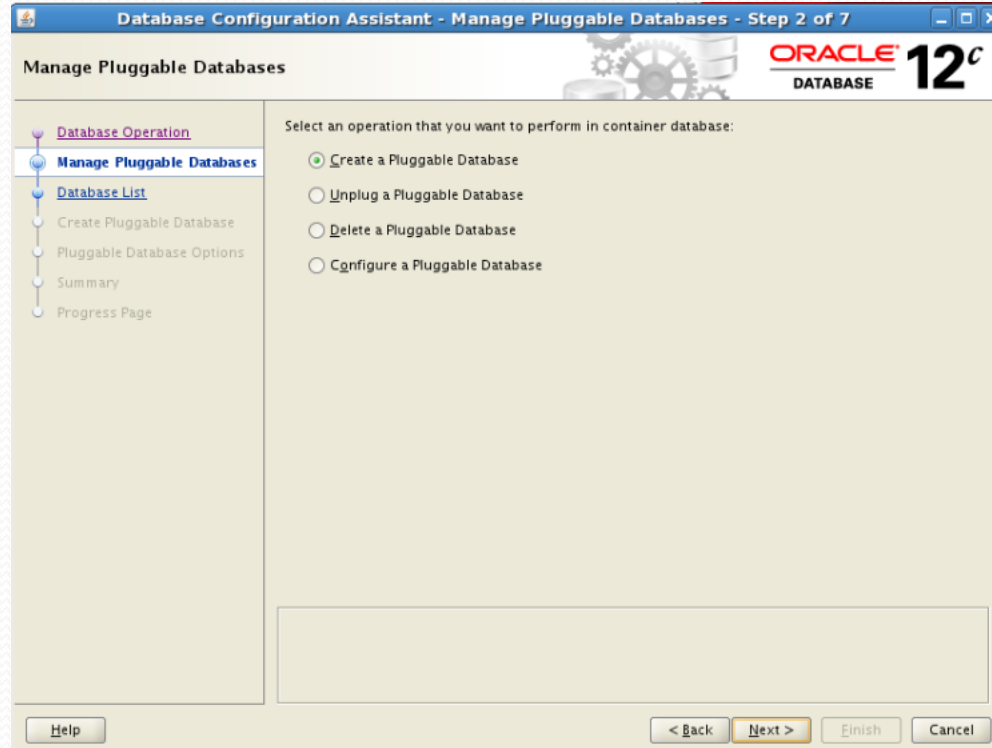 Database Configuration Assistant - Manage Pluggable Databases - Step 2 of 7
Manage Pluggable Databases
ORACLE
DATABASE
12c
Database Operation
Manage Pluggable Databases
Database List
Create Pluggable Database
Pluggable Database Options
Summary
Progress Page
Select an operation that you want to perform in container database:
Create a Pluggable Database
Unplug a Pluggable Database
Delete a Pluggable Database
Configure a Pluggable Database
Help
< Back
Next >
Finish
Cancel